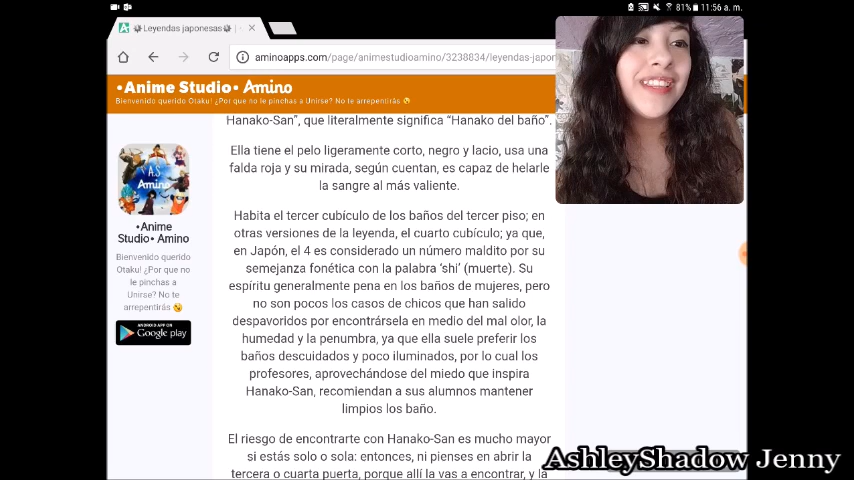 81% 11:56 a.m.
Leyendas japonesas
aminoapps.com/page/animestudioamino/3238834/leyendas-japon
•Anime Studio• Amino
Bienvenido querido Otaku! ¿Por que no le pinchas a Unirse? No te arrepentirás
Hanako-San”, que literalmente significa “Hanako del baño”.
Ella tiene el pelo ligeramente corto, negro y lacio, usa una
falda roja y su mirada, según cuentan, es capaz de helarle
la sangre al más valiente.
Habita el tercer cubículo de los baños del tercer piso; en
otras versiones de la leyenda, el cuarto cubículo; ya que,
en Japón, el 4 es considerado un número maldito por su
semejanza fonética con la palabra ‘shi’ (muerte). Su
espíritu generalmente pena en los baños de mujeres, pero
no son pocos los casos de chicos que han salido
despavoridos por encontrársela en medio del mal olor, la
humedad y la penumbra, ya que ella suele preferir los
baños descuidados y poco iluminados, por lo cual los
profesores, aprovechándose del miedo que inspira
Hanako-San, recomiendan a sus alumnos mantener
limpios los baño.
El riesgo de encontrarte con Hanako-San es mucho mayor
si estás solo o sola: entonces, ni pienses en abrir la
tercera o cuarta puerta, porque allí la vas a encontrar, y la
A.S
Amino
•Anime
Studio• Amino
Bienvenido querido
Otaku! ¿Por que no
le pinchas a
Unirse? No te
arrepentirás
ANDROID APP ON
Google play
AshleyShadow Jenny